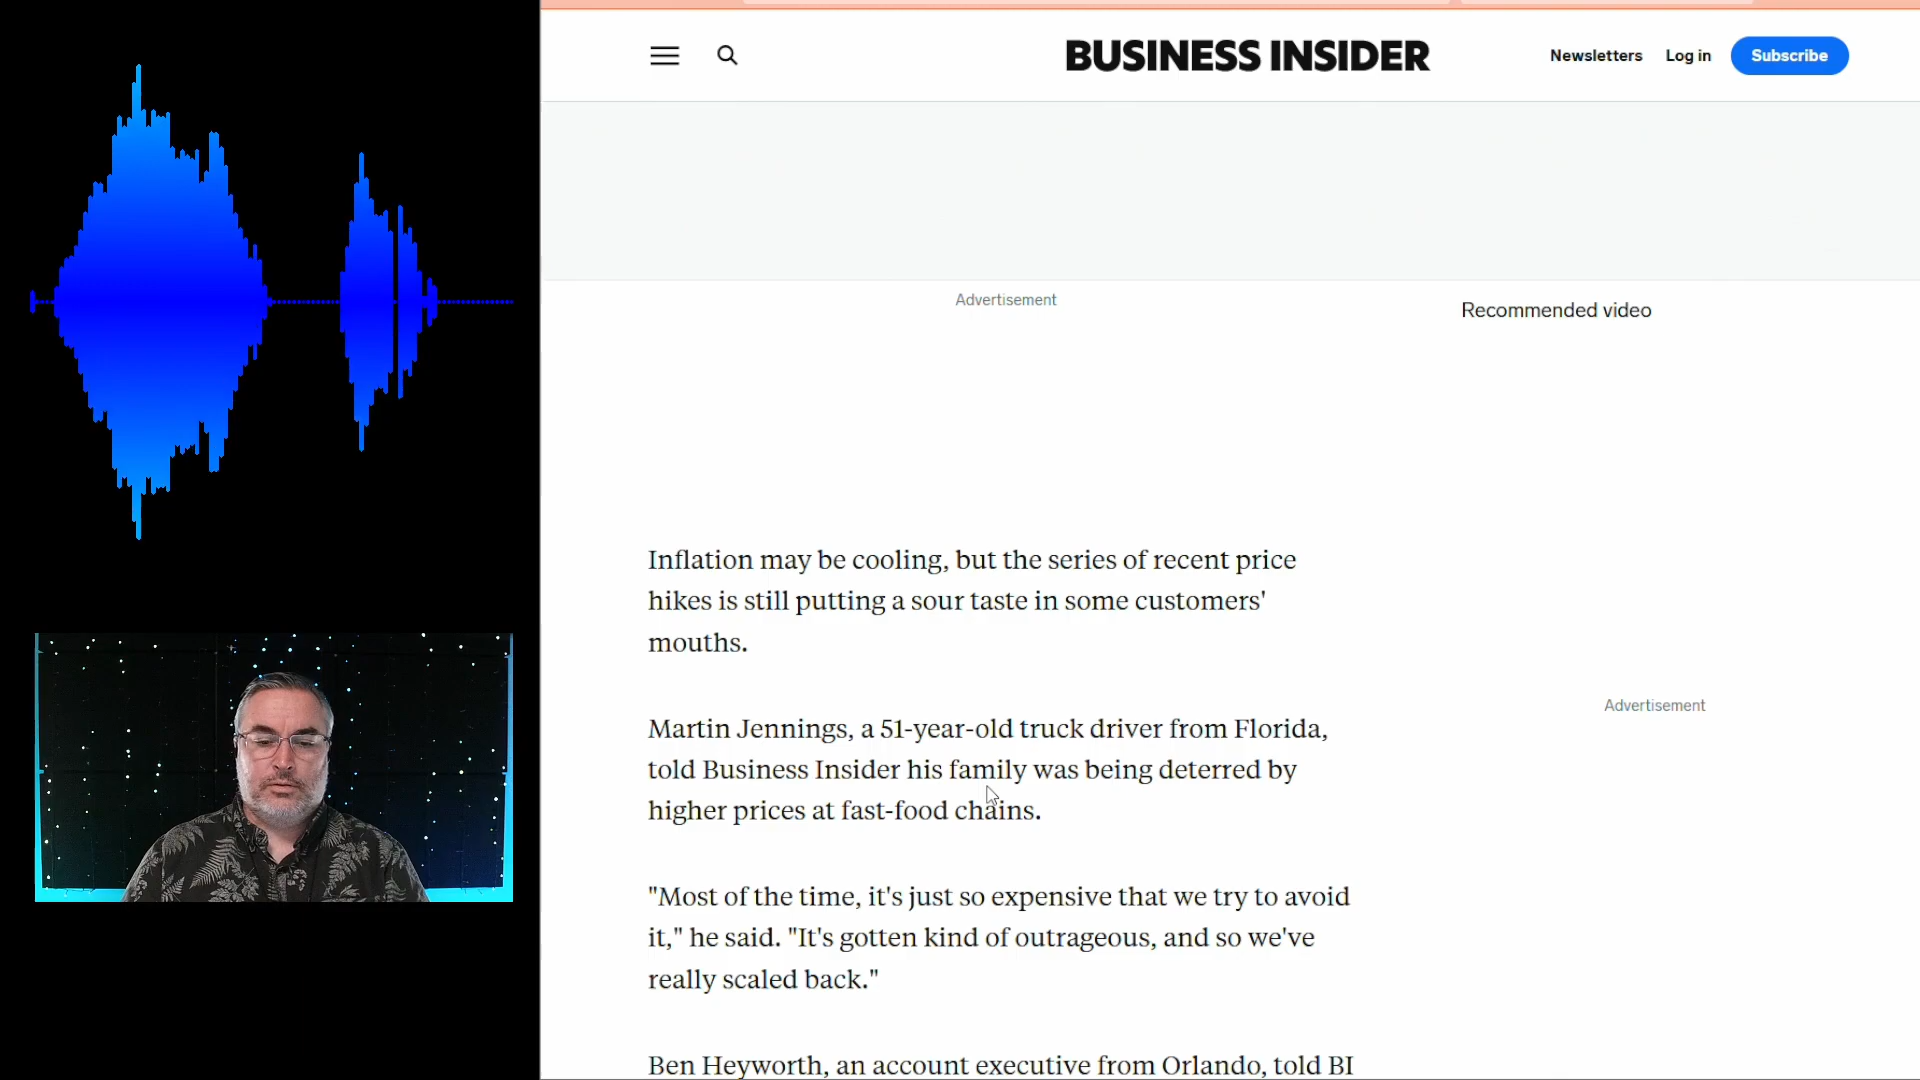 BUSINESS INSIDER
Newsletters
Log in
Subscribe
Advertisement
Recommended video
Inflation may be cooling, but the series of recent price
hikes is still putting a sour taste in some customers'
mouths.
Martin Jennings, a 51-year-old truck driver from Florida,
told Business Insider his family was being deterred by
higher prices at fast-food chains.
Advertisement
"Most of the time, it's just so expensive that we try to avoid
it," he said. "It's gotten kind of outrageous, and so we've
really scaled back."
Ben Heyworth, an account executive from Orlando, told BI